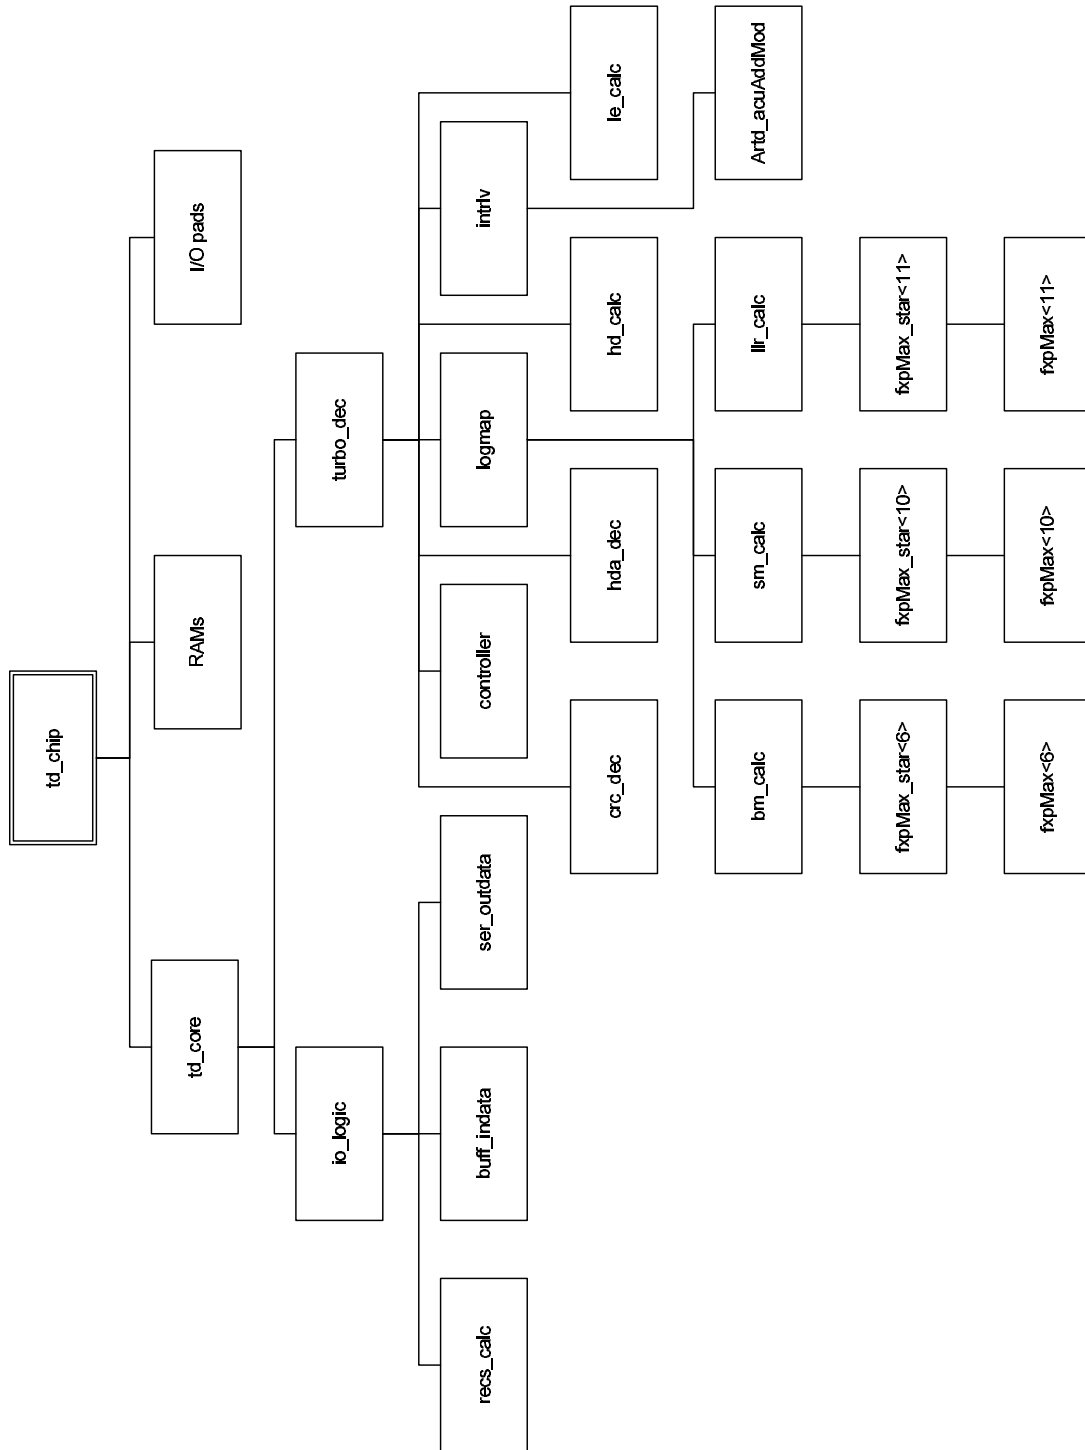 td_chip
td_core
RAMs
I/O pads
io_logic
turbo_dec
recs_calc
buff_indata
ser_outdata
controller
logmap
intrlv
crc_dec
hda_dec
hd_calc
le_calc
bm_calc
sm_calc
llr_calc
Artd_acuAddMod
fxpMax_star<6>
fxpMax_star<10>
fxpMax_star<11>
fxpMax<6>
fxpMax<10>
fxpMax<11>